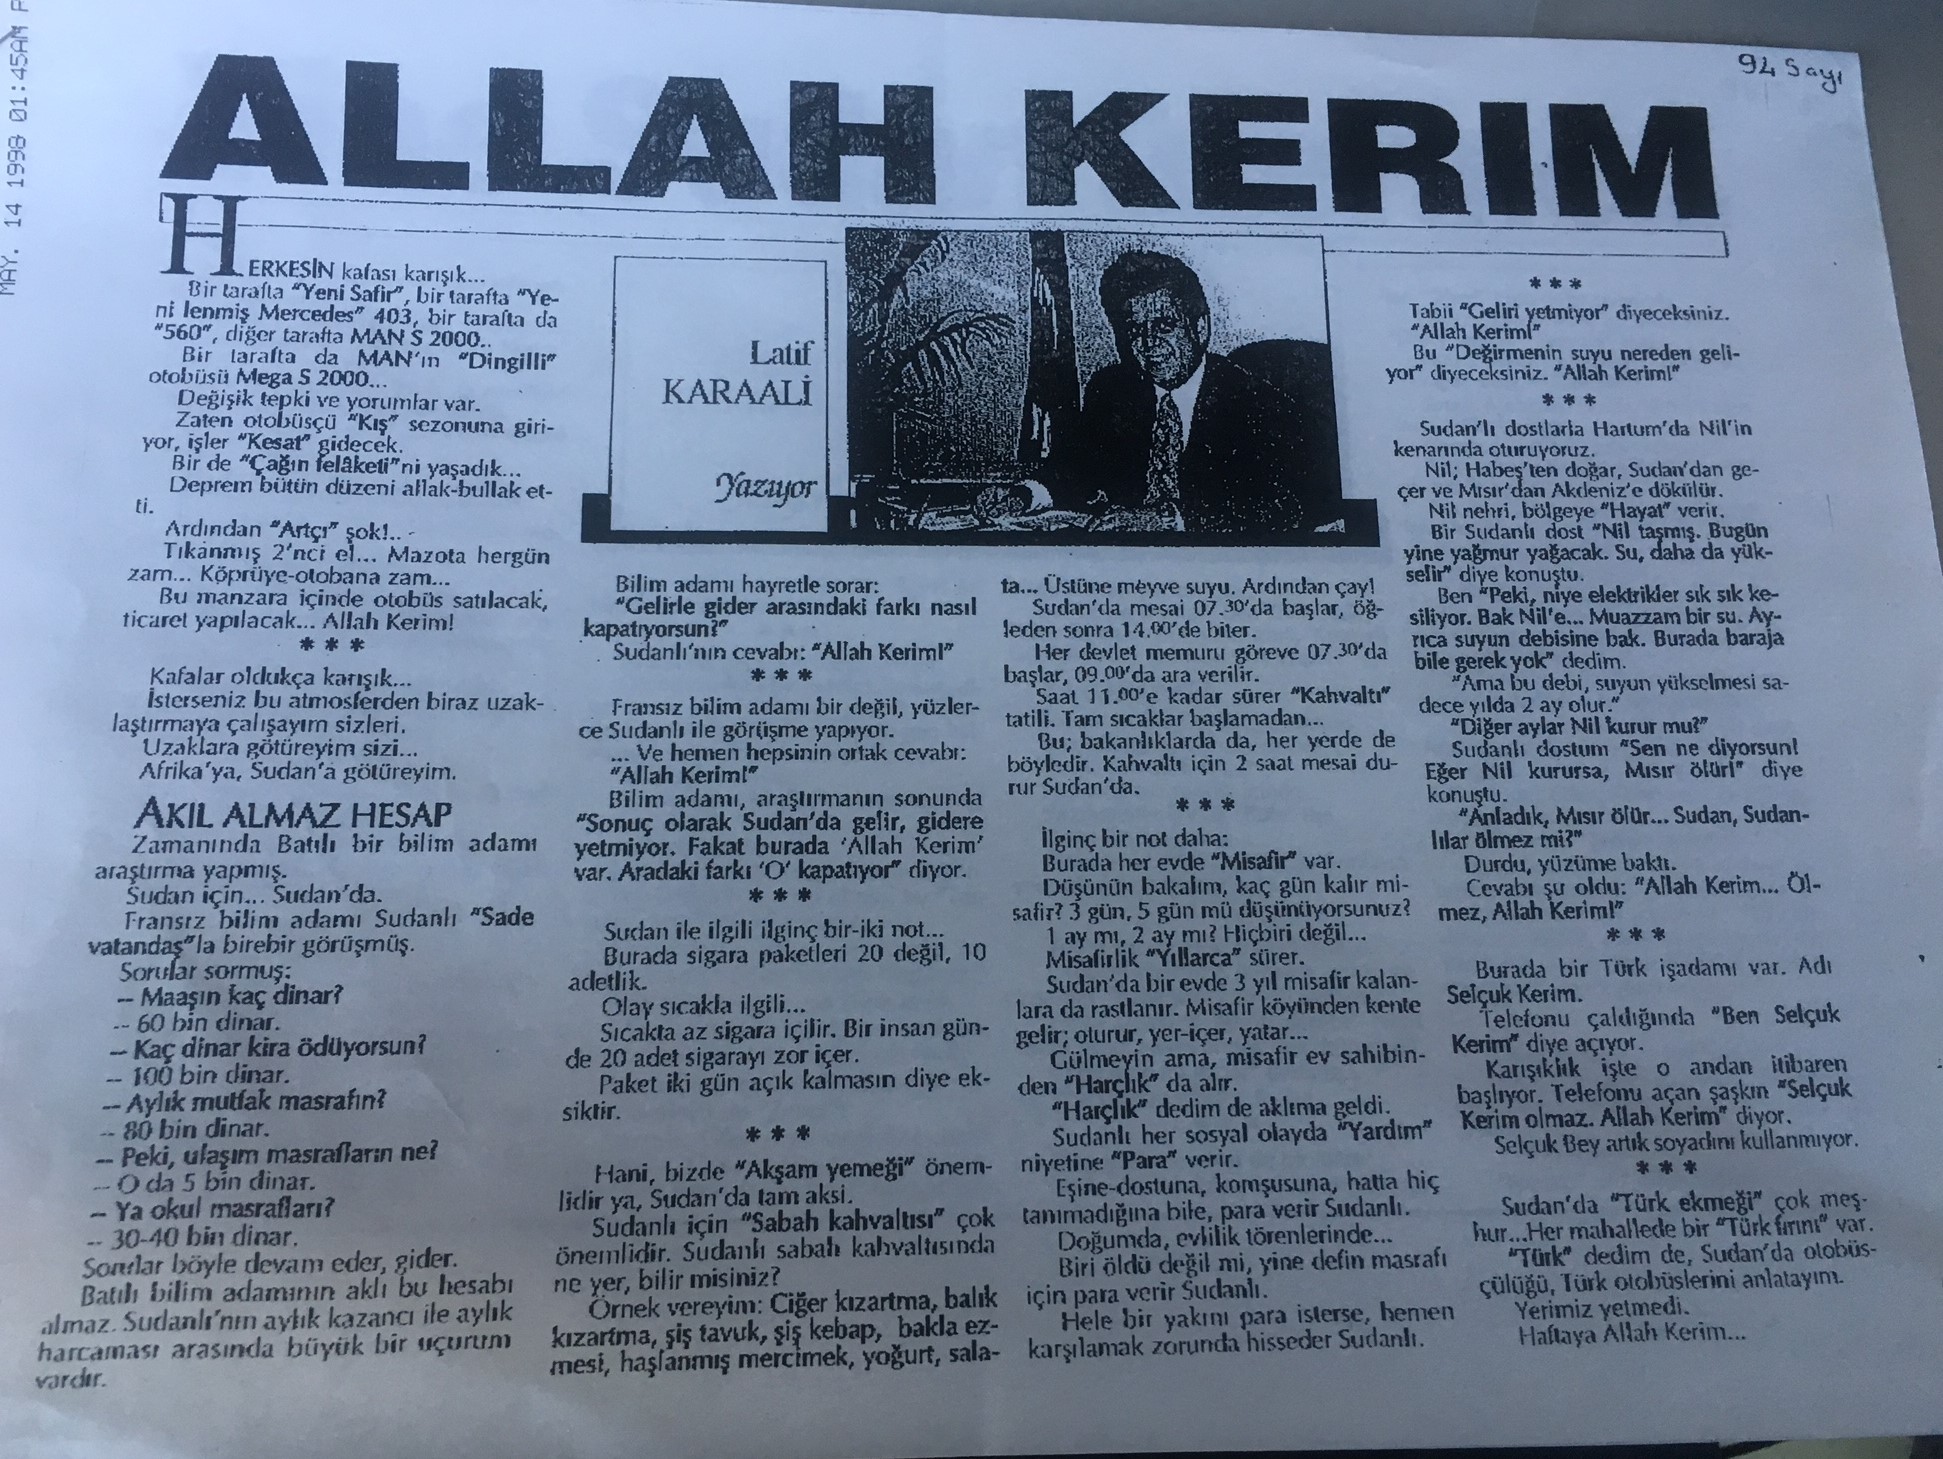 MAY. 14 1998 01:45AM
94 Sayı
ALLAH KERIM
HERKESİN kafası karışık...
Bir tarafta "Yeni Safir", bir tarafta "Ye-
ni lenmiş Mercedes" 403, bir tarafta da
"560", diğer tarafta MAN S 2000..
Bir tarafta da MAN'ın "Dingilli"
otobüsü Mega S 2000...
Değişik tepki ve yorumlar var.
Zaten otobüsçü "Kış" sezonuna giri-
yor, işler "Kesat" gidecek.
Bir de "Çağın felâketi"ni yaşadık...
Deprem bütün düzeni allak-bullak et-
ti.
Ardından "Artçı" şok!..
Tıkanmış 2'nci el... Mazota hergün
zam... Köprüye-otobana zam...
Bu manzara içinde otobüs satılacak,
ticaret yapılacak... Allah Kerim!
* * *
Kafalar oldukça karışık...
İsterseniz bu atmosferden biraz uzak-
laştırmaya çalışayım sizleri.
Uzaklara götüreyim sizi...
Afrika'ya, Sudan'a götüreyim.
AKIL ALMAZ HESAP
Zamanında Batılı bir bilim adamı
araştırma yapmış.
Sudan için... Sudan'da.
Fransız bilim adamı Sudanlı "Sade
vatandaş"la birebir görüşmüş.
Sorular sormuş:
-- Maaşın kaç dinar?
-- 60 bin dinar.
-- Kaç dinar kira ödüyorsun?
-- 100 bin dinar.
-- Aylık mutfak masrafın?
-- 80 bin dinar.
-- Peki, ulaşım masrafların ne?
-- O da 5 bin dinar.
-- Ya okul masrafları?
-- 30-40 bin dinar.
Sorular böyle devam eder, gider.
Batılı bilim adamının aklı bu hesabı
almaz. Sudanlı'nın aylık kazancı ile aylık
harcaması arasında büyük bir uçurum
vardır.
Latif
KARAALİ
Yazıyor
Bilim adamı hayretle sorar:
"Gelirle gider arasındaki farkı nasıl
kapatıyorsun?"
Sudanlı'nın cevabı: "Allah Kerim!"
* * *
Fransız bilim adamı bir değil, yüzler-
ce Sudanlı ile görüşme yapıyor.
... Ve hemen hepsinin ortak cevabı:
"Allah Kerim!"
Bilim adamı, araştırmanın sonunda
"Sonuç olarak Sudan'da gelir, gidere
yetmiyor. Fakat burada 'Allah Kerim'
var. Aradaki farkı 'O' kapatıyor" diyor.
* * *
Sudan ile ilgili ilginç bir-iki not...
Burada sigara paketleri 20 değil, 10
adetlik.
Olay sıcakla ilgili...
Sıcakta az sigara içilir. Bir insan gün-
de 20 adet sigarayı zor içer.
Paket iki gün açık kalmasın diye ek-
siktir.
* * *
Hani, bizde "Akşam yemeği" önem-
lidir ya, Sudan'da tam aksi.
Sudanlı için "Sabah kahvaltısı" çok
önemlidir. Sudanlı sabah kahvaltısında
ne yer, bilir misiniz?
Örnek vereyim: Ciğer kızartma, balık
kızartma, şiş tavuk, şiş kebap, bakla ez-
mesi, haşlanmış mercimek, yoğurt, sala-
ta... Üstüne meyve suyu. Ardından çay!
Sudan'da mesai 07.30'da başlar, öğ-
leden sonra 14.00'de biter.
Her devlet memuru göreve 07.30'da
başlar, 09.00'da ara verilir.
Saat 11.00'e kadar sürer "Kahvaltı"
tatili. Tam sıcaklar başlamadan...
Bu; bakanlıklarda da, her yerde de
böyledir. Kahvaltı için 2 saat mesai du-
rur Sudan'da.
* * *
İlginç bir not daha:
Burada her evde "Misafir" var.
Düşünün bakalım, kaç gün kalır mi-
safir? 3 gün, 5 gün mü düşünüyorsunuz?
1 ay mı, 2 ay mı? Hiçbiri değil...
Misafirlik "Yıllarca" sürer.
Sudan'da bir evde 3 yıl misafir kalan-
lara da rastlanır. Misafir köyünden kente
gelir; oturur, yer-içer, yatar...
Gülmeyin ama, misafir ev sahibin-
den "Harçlık" da alır.
"Harçlık" dedim de aklıma geldi.
Sudanlı her sosyal olayda "Yardım"
niyetine "Para" verir.
Eşine-dostuna, komşusuna, hatta hiç
tanımadığına bile, para verir Sudanlı.
Doğumda, evlilik törenlerinde...
Biri öldü değil mi, yine defin masrafı
için para verir Sudanlı.
Hele bir yakını para isterse, hemen
karşılamak zorunda hisseder Sudanlı.
* * *
Tabii "Geliri yetmiyor" diyeceksiniz.
"Allah Kerim!"
Bu "Değirmenin suyu nereden geli-
yor" diyeceksiniz. "Allah Kerim!"
* * *
Sudan'lı dostlarla Hartum'da Nil'in
kenarında oturuyoruz.
Nil; Habeş'ten doğar, Sudan'dan ge-
çer ve Mısır'dan Akdeniz'e dökülür.
Nil nehri, bölgeye "Hayat" verir.
Bir Sudanlı dost "Nil taşmış. Bugün
yine yağmur yağacak. Su, daha da yük-
selir" diye konuştu.
Ben "Peki, niye elektrikler sık sık ke-
siliyor. Bak Nil'e... Muazzam bir su. Ay-
rıca suyun debisine bak. Burada baraja
bile gerek yok" dedim.
"Ama bu debi, suyun yükselmesi sa-
dece yılda 2 ay olur."
"Diğer aylar Nil kurur mu?"
Sudanlı dostum "Sen ne diyorsun!
Eğer Nil kurursa, Mısır ölür!" diye
konuştu.
"Anladık, Mısır ölür... Sudan, Sudan-
lılar ölmez mi?"
Durdu, yüzüme baktı.
Cevabı şu oldu: "Allah Kerim... Öl-
mez, Allah Kerim!"
* * *
Burada bir Türk işadamı var. Adı
Selçuk Kerim.
Telefonu çaldığında "Ben Selçuk
Kerim" diye açıyor.
Karışıklık işte o andan itibaren
başlıyor. Telefonu açan şaşkın "Selçuk
Kerim olmaz. Allah Kerim" diyor.
Selçuk Bey artık soyadını kullanmıyor.
* * *
Sudan'da "Türk ekmeği" çok meş-
hur...Her mahallede bir "Türk fırını" var.
"Türk" dedim de, Sudan'da otobüs-
çülüğü, Türk otobüslerini anlatayım.
Yerimiz yetmedi.
Haftaya Allah Kerim...